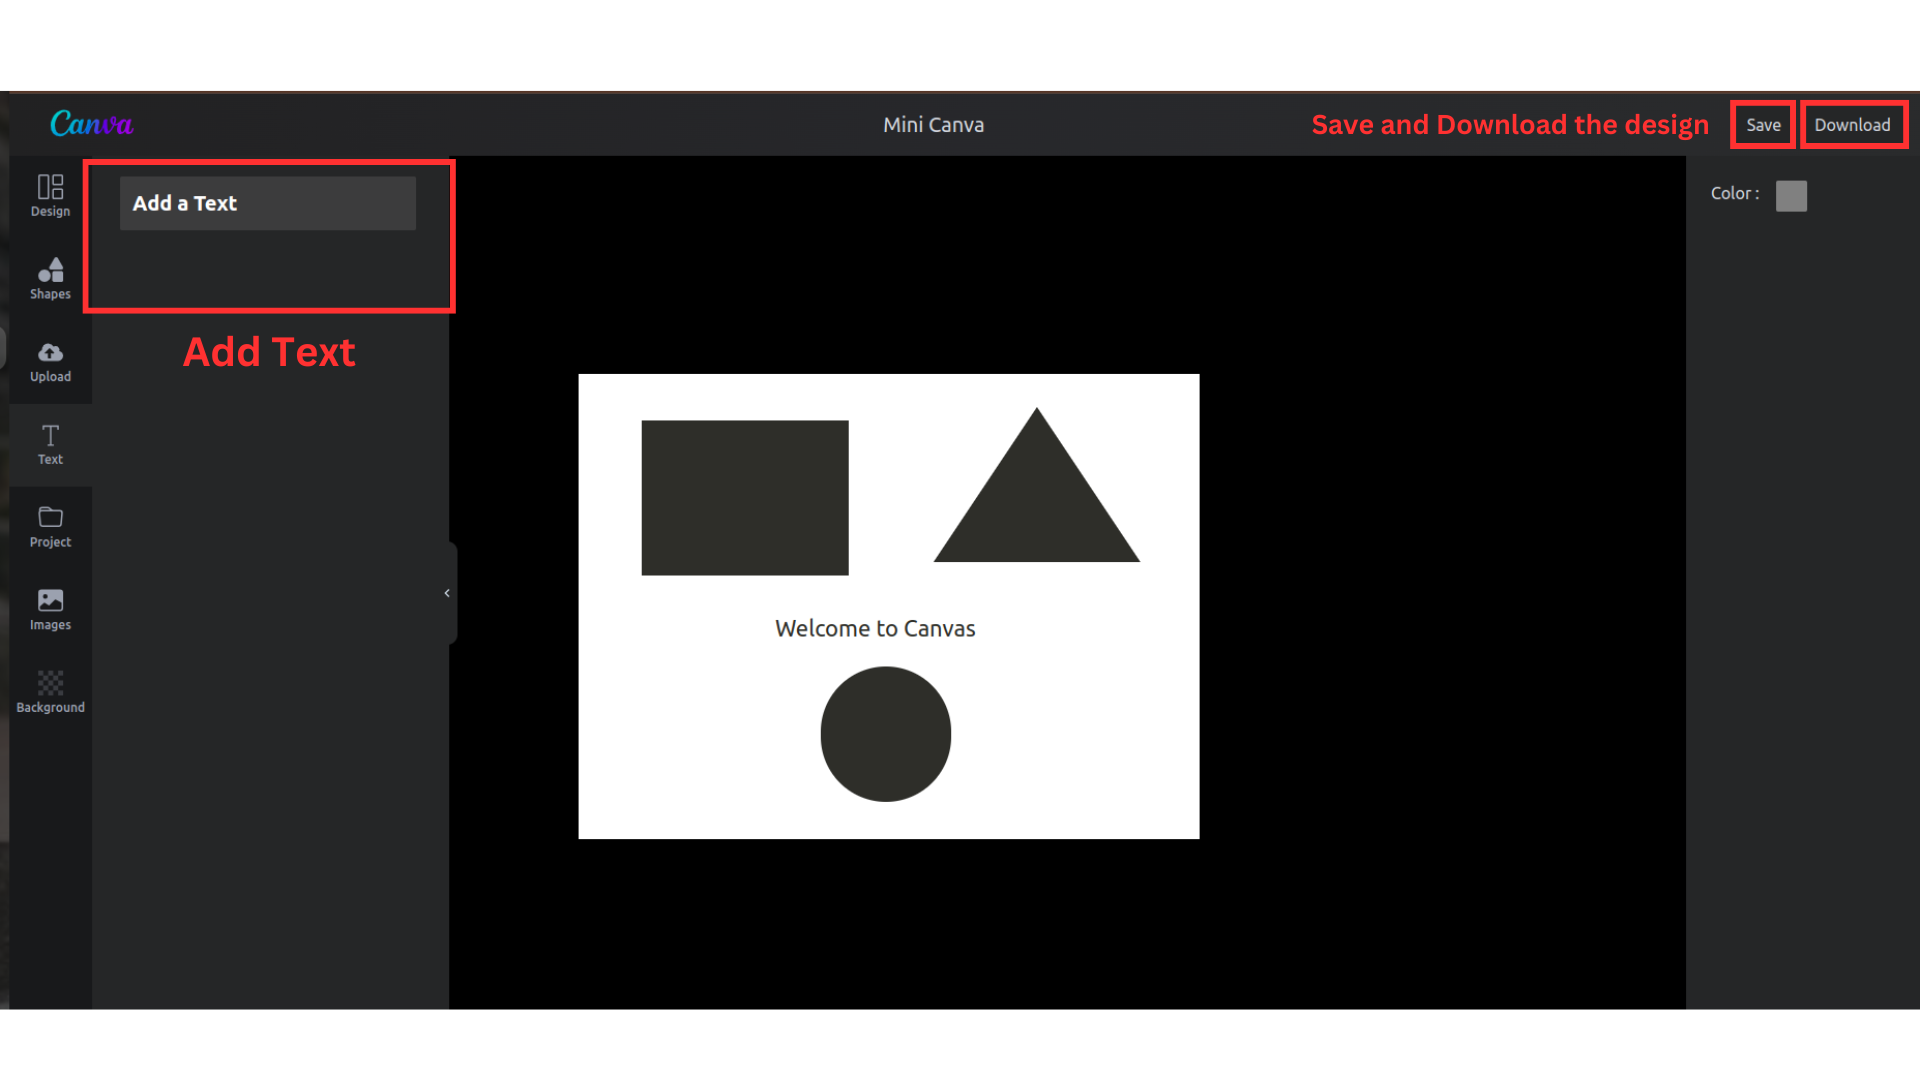 Canva
Mini Canva
Save and Download the design
Save
Download
Design
Shapes
Upload
Text
Project
Images
Background
Add a Text
Add Text
Welcome to Canvas
Color :